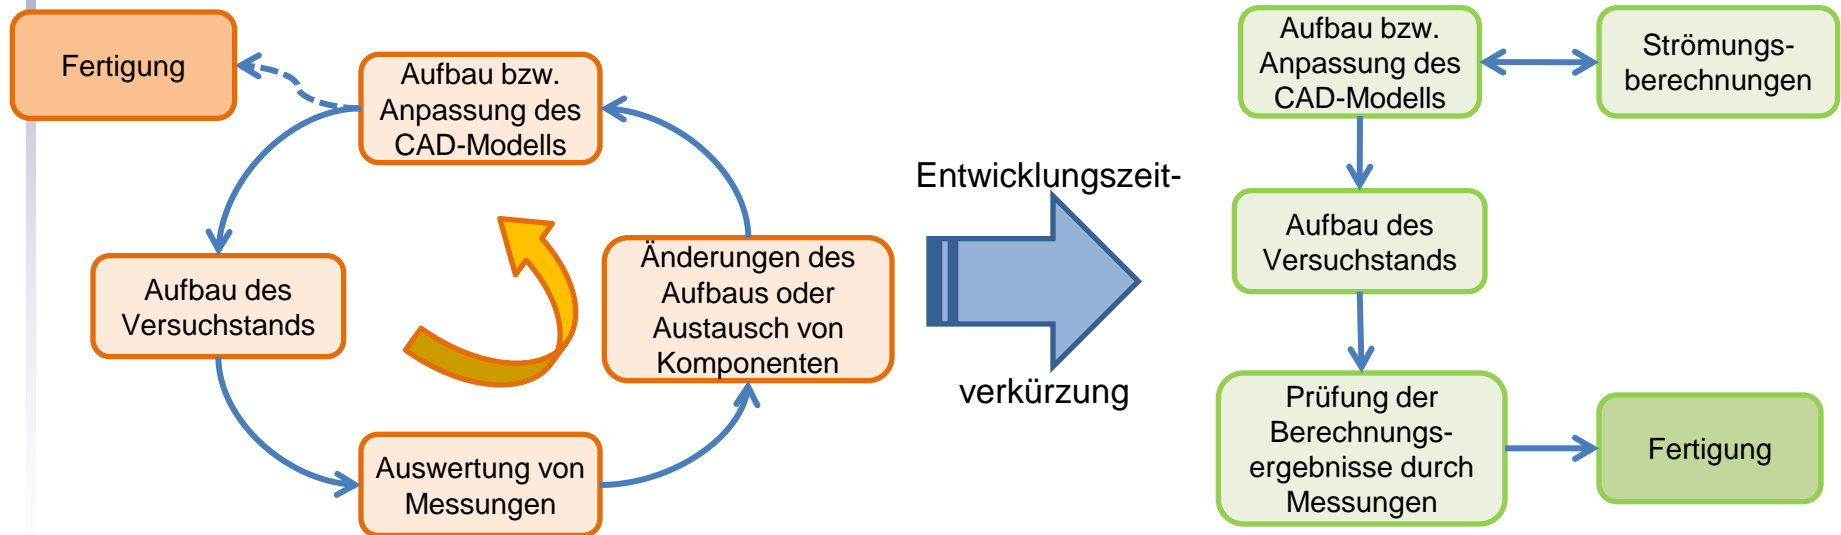 Fertigung
Aufbau bzw.
Anpassung des
CAD-Modells
Aufbau des
Versuchstands
Auswertung von
Messungen
Änderungen des
Aufbaus oder
Austausch von
Komponenten
Entwicklungszeit-
verkürzung
Aufbau bzw.
Anpassung des
CAD-Modells
Strömungs-
berechnungen
Aufbau des
Versuchstands
Prüfung der
Berechnungs-
ergebnisse durch
Messungen
Fertigung